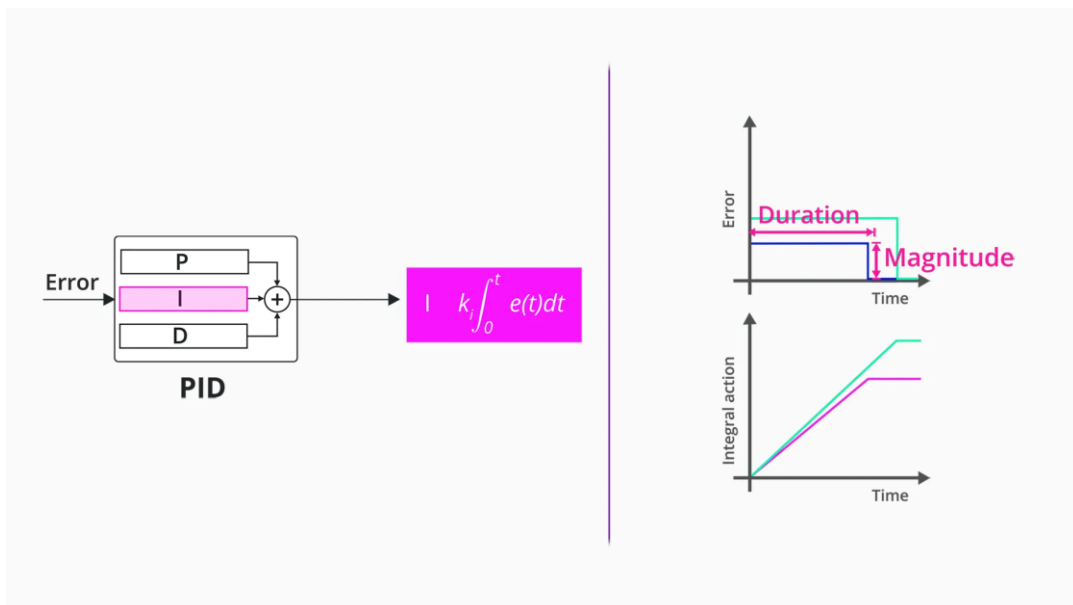 Error
P
I
D
+
PID
I k_i ∫_0^t e(t)dt
Error
Duration
Magnitude
Time
Integral action
Time